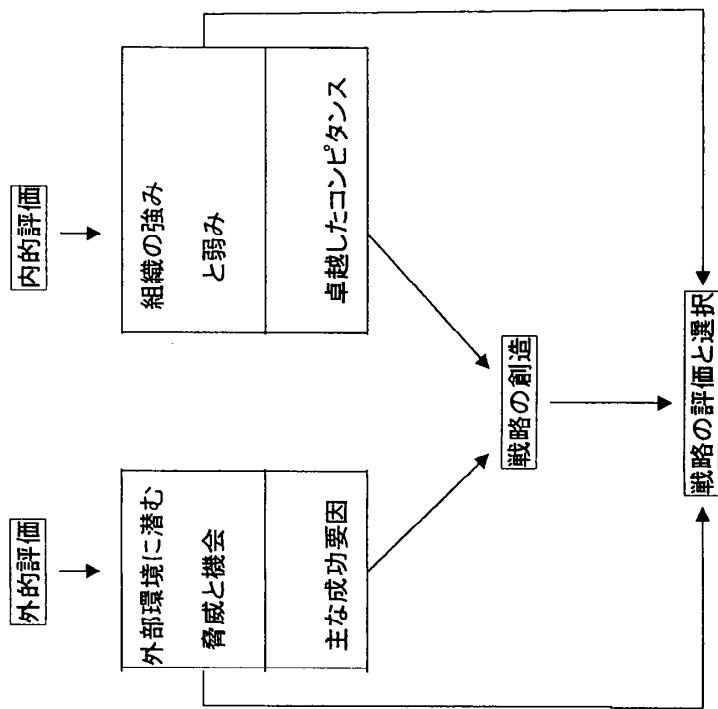 外的評価
内的評価
外部環境に潜む
脅威と機会
主な成功要因
組織の強み
と弱み
卓越したコンピタンス
戦略の創造
戦略の評価と選択